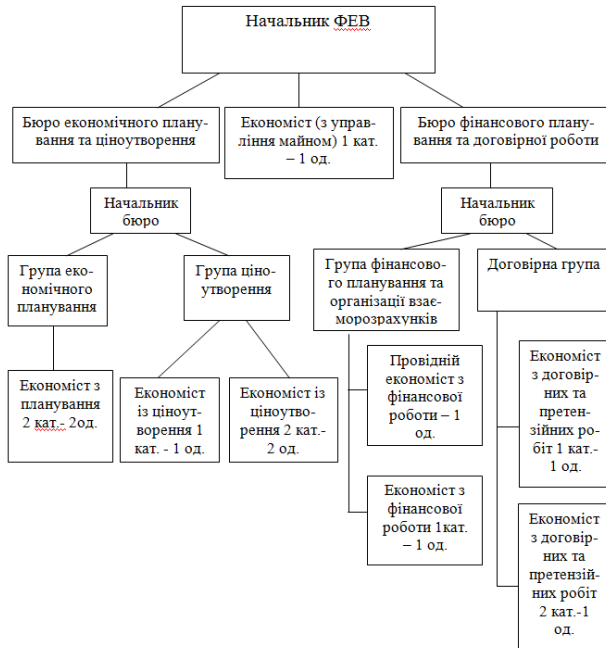 Начальник ФЕВ
Бюро економічного плану-
вання та ціноутворення
Економіст (з управ-
ління майном) 1 кат.
– 1 од.
Бюро фінансового плану-
вання та договірної роботи
Начальник
бюро
Начальник
бюро
Група еко-
номічного
планування
Група ціно-
утворення
Група фінансово-
го планування та
організації взає-
морозрахунків
Договірна група
Економіст з
планування
2 кат.- 2од.
Економіст
із ціноут-
ворення 1
кат. - 1 од.
Економіст із
ціноутво-
рення 2 кат.-
2 од.
Провідній
економіст з
фінансової
роботи – 1
од.
Економіст
з договір-
них та
претен-
зійних ро-
біт 1 кат.-
1 од.
Економіст з
фінансової
роботи 1кат.
– 1 од.
Економіст
з договір-
них та
претензій-
них робіт
2 кат.-1
од.